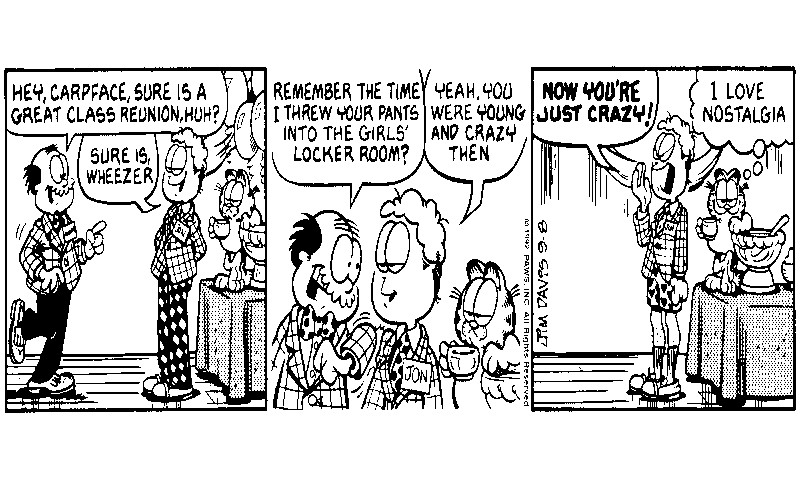 HEY, CARPFACE, SURE IS A
GREAT CLASS REUNION, HUH?
SURE IS,
WHEEZER
REMEMBER THE TIME
I THREW YOUR PANTS
INTO THE GIRLS'
LOCKER ROOM?
YEAH. YOU
WERE YOUNG
AND CRAZY
THEN
JON
NOW YOU'RE
JUST CRAZY!
I LOVE
NOSTALGIA
JIM DAVIS 9-8
PAWS, INC. All Rights Reserved